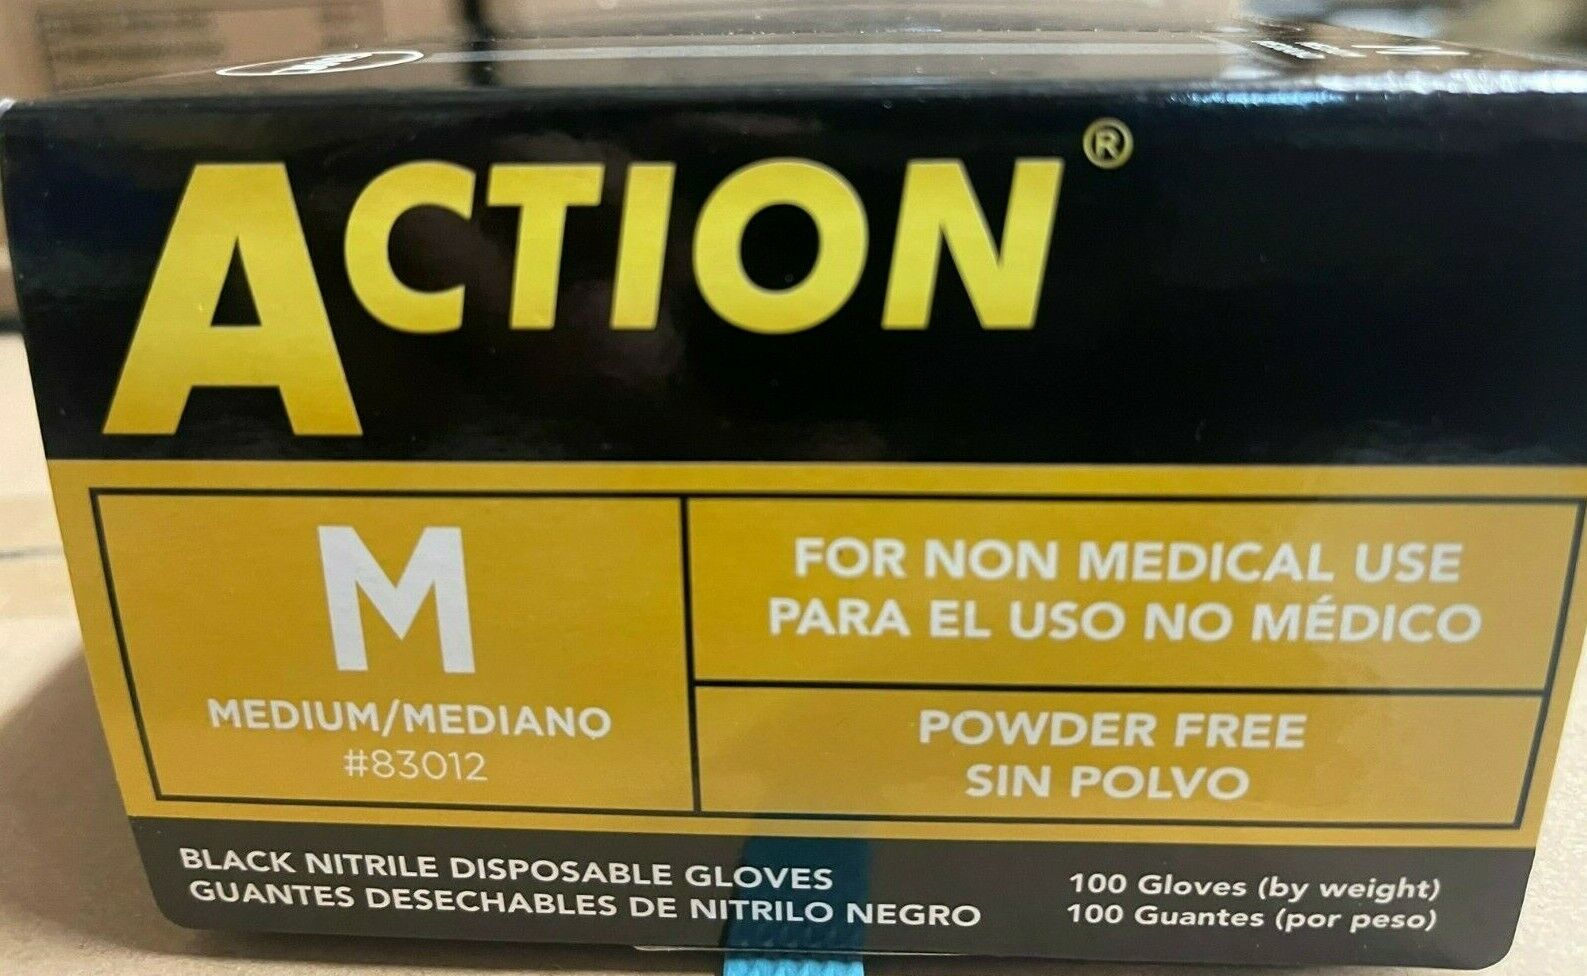 ACTION®
M
MEDIUM/MEDIANO
#83012
FOR NON MEDICAL USE
PARA EL USO NO MÉDICO
POWDER FREE
SIN POLVO
BLACK NITRILE DISPOSABLE GLOVES
GUANTES DESECHABLES DE NITRILO NEGRO
100 Gloves (by weight)
100 Guantes (por peso)